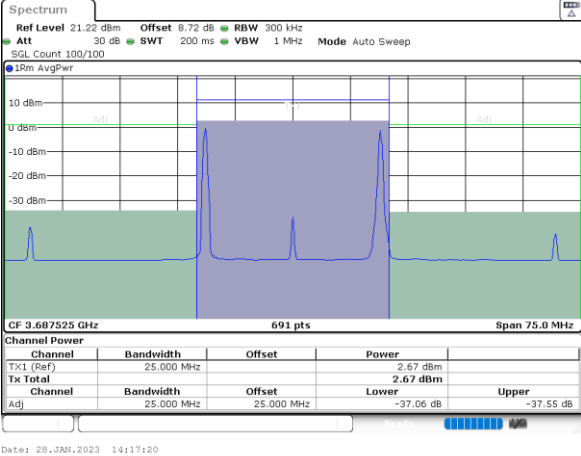 Spectrum
Ref Level 21.22 dBm Offset 8.72 dB RBW 300 kHz
Att 30 dB SWT 200 ms VBW 1 MHz Mode Auto Sweep
SGL Count 100/100
1Rm AvgPwr
10 dBm
Adj Tx1 Adj
0 dBm
-10 dBm
-20 dBm
-30 dBm
CF 3.687525 GHz 691 pts Span 75.0 MHz
Channel Power
Channel Bandwidth Offset Power
TX1 (Ref) 25.000 MHz 2.67 dBm
Tx Total 2.67 dBm
Channel Bandwidth Offset Lower Upper
Adj 25.000 MHz 25.000 MHz -37.06 dB -37.55 dB
Ready
Date: 28.JAN.2023 14:17:20